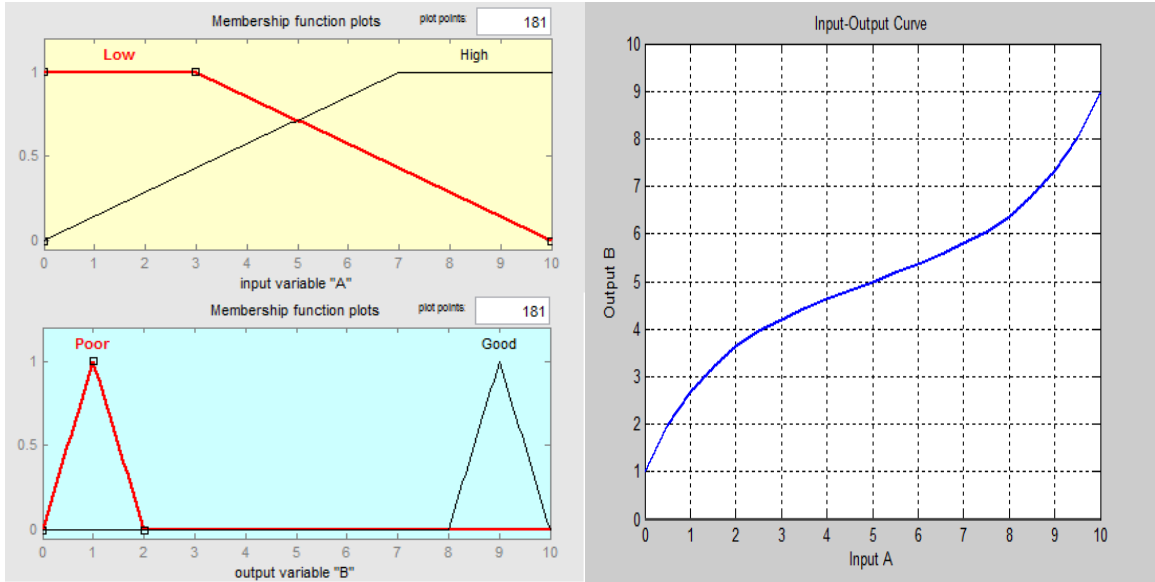 Membership function plots plot points: 181
Low High
1
0.5
0
0 1 2 3 4 5 6 7 8 9 10
input variable "A"
Membership function plots plot points: 181
Poor Good
1
0.5
0
0 1 2 3 4 5 6 7 8 9 10
output variable "B"
Input-Output Curve
10
9
8
7
6
5
4
3
2
1
0
Output B
0 1 2 3 4 5 6 7 8 9 10
Input A